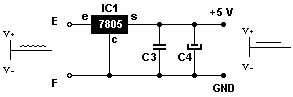 IC1
E
e
7805
s
+5 V
c
V+
V-
C3
C4
V+
V-
F
GND